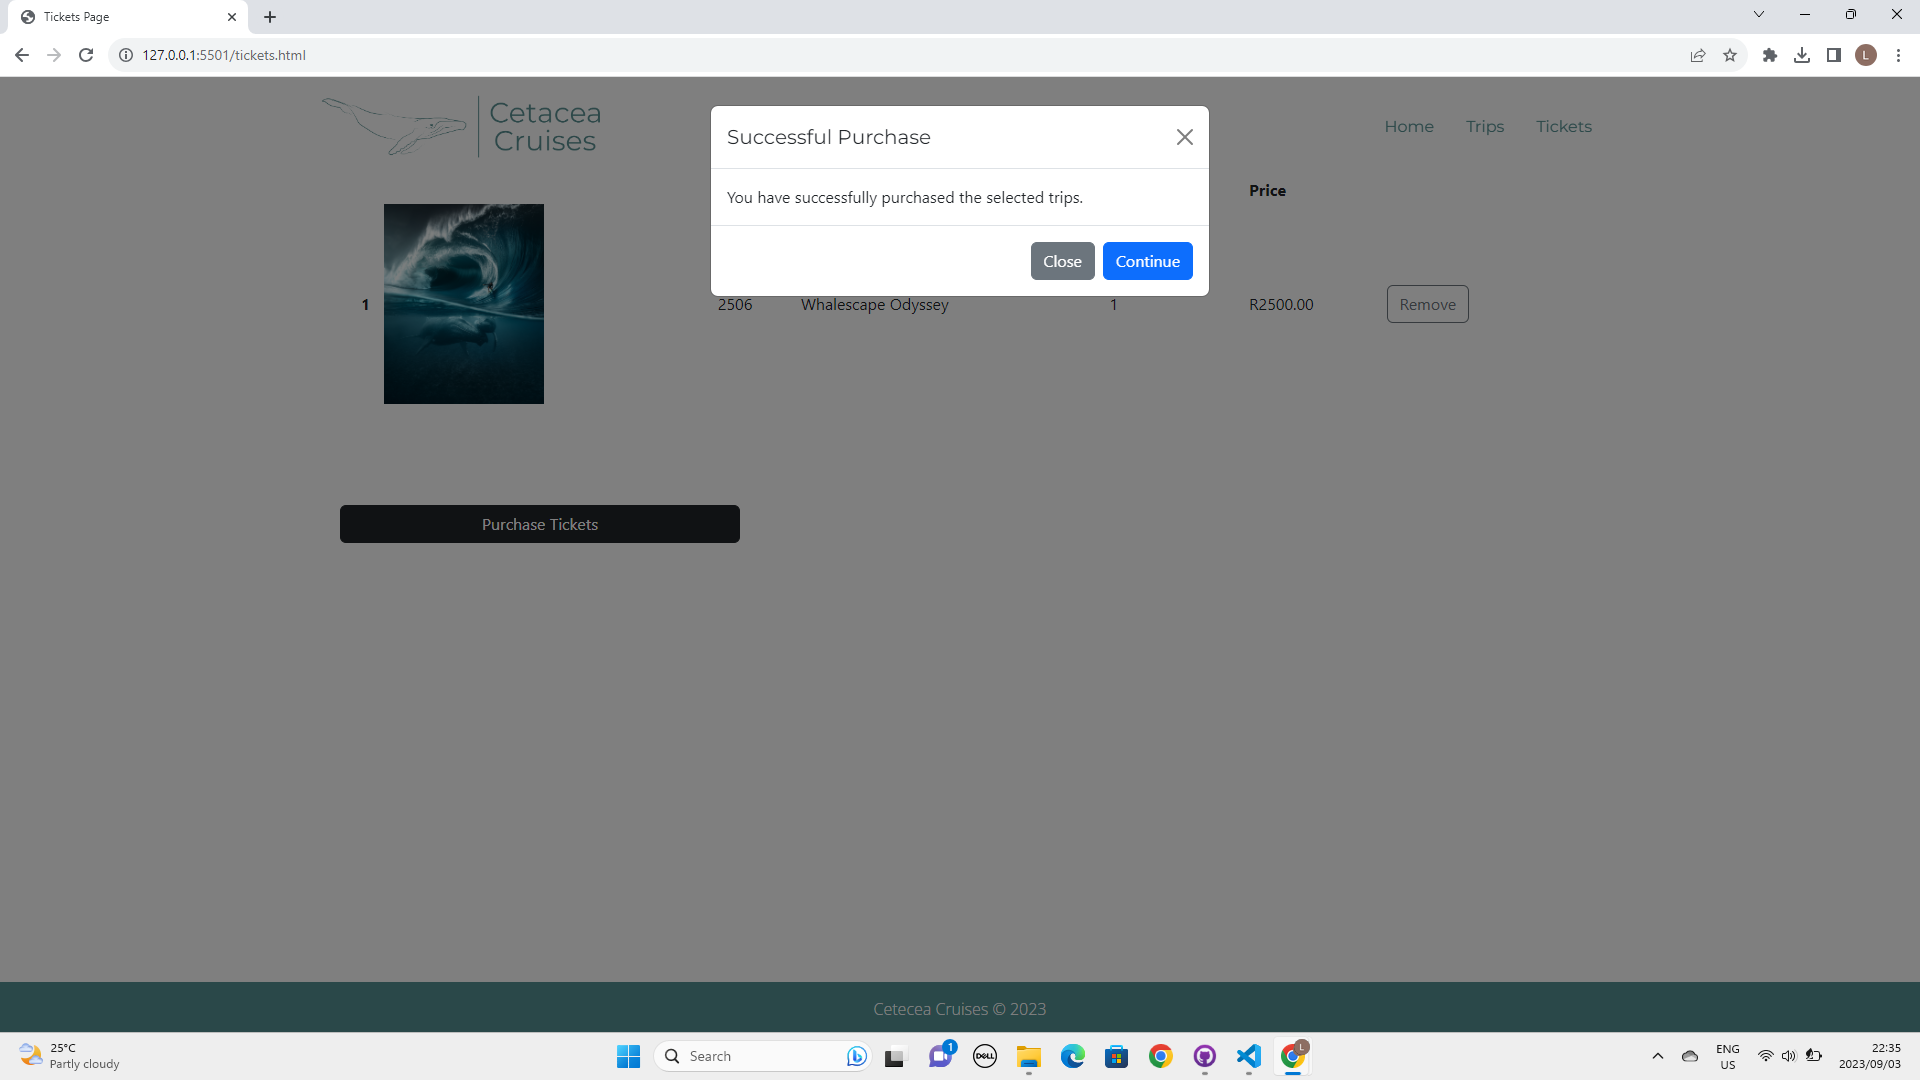 Tickets Page
127.0.0.1:5501/tickets.html
L
Cetacea
Cruises
Home Trips Tickets
Successful Purchase
You have successfully purchased the selected trips.
Close Continue
Price
1 2506 Whalescape Odyssey 1 R2500.00 Remove
Purchase Tickets
Cetecea Cruises © 2023
25°C
Partly cloudy
Search
1
DELL
L
ENG
US
22:35
2023/09/03